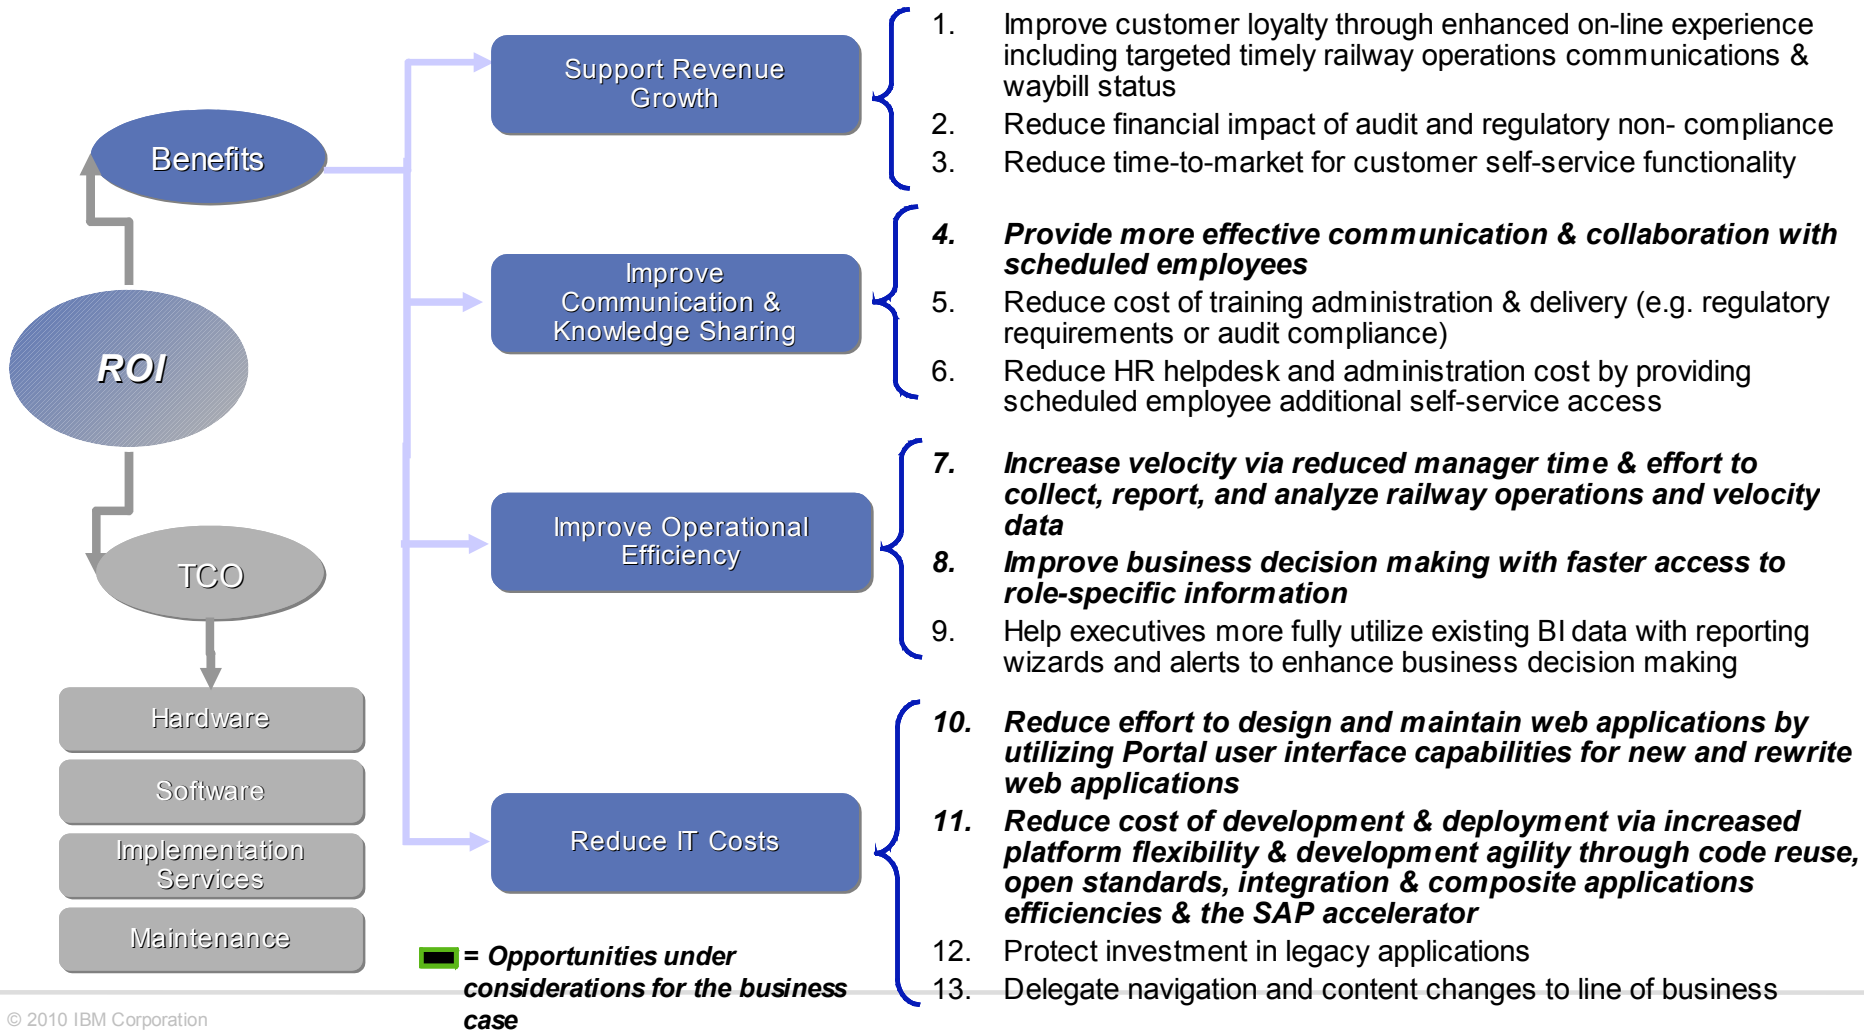 Benefits
ROI
TCO
Hardware
Software
Implementation
Services
Maintenance
Support Revenue
Growth
1. Improve customer loyalty through enhanced on-line experience
including targeted timely railway operations communications &
waybill status
2. Reduce financial impact of audit and regulatory non- compliance
3. Reduce time-to-market for customer self-service functionality
Improve
Communication &
Knowledge Sharing
4. Provide more effective communication & collaboration with
scheduled employees
5. Reduce cost of training administration & delivery (e.g. regulatory
requirements or audit compliance)
6. Reduce HR helpdesk and administration cost by providing
scheduled employee additional self-service access
Improve Operational
Efficiency
7. Increase velocity via reduced manager time & effort to
collect, report, and analyze railway operations and velocity
data
8. Improve business decision making with faster access to
role-specific information
9. Help executives more fully utilize existing BI data with reporting
wizards and alerts to enhance business decision making
Reduce IT Costs
10. Reduce effort to design and maintain web applications by
utilizing Portal user interface capabilities for new and rewrite
web applications
11. Reduce cost of development & deployment via increased
platform flexibility & development agility through code reuse,
open standards, integration & composite applications
efficiencies & the SAP accelerator
12. Protect investment in legacy applications
13. Delegate navigation and content changes to line of business
= Opportunities under
considerations for the business
case
© 2010 IBM Corporation